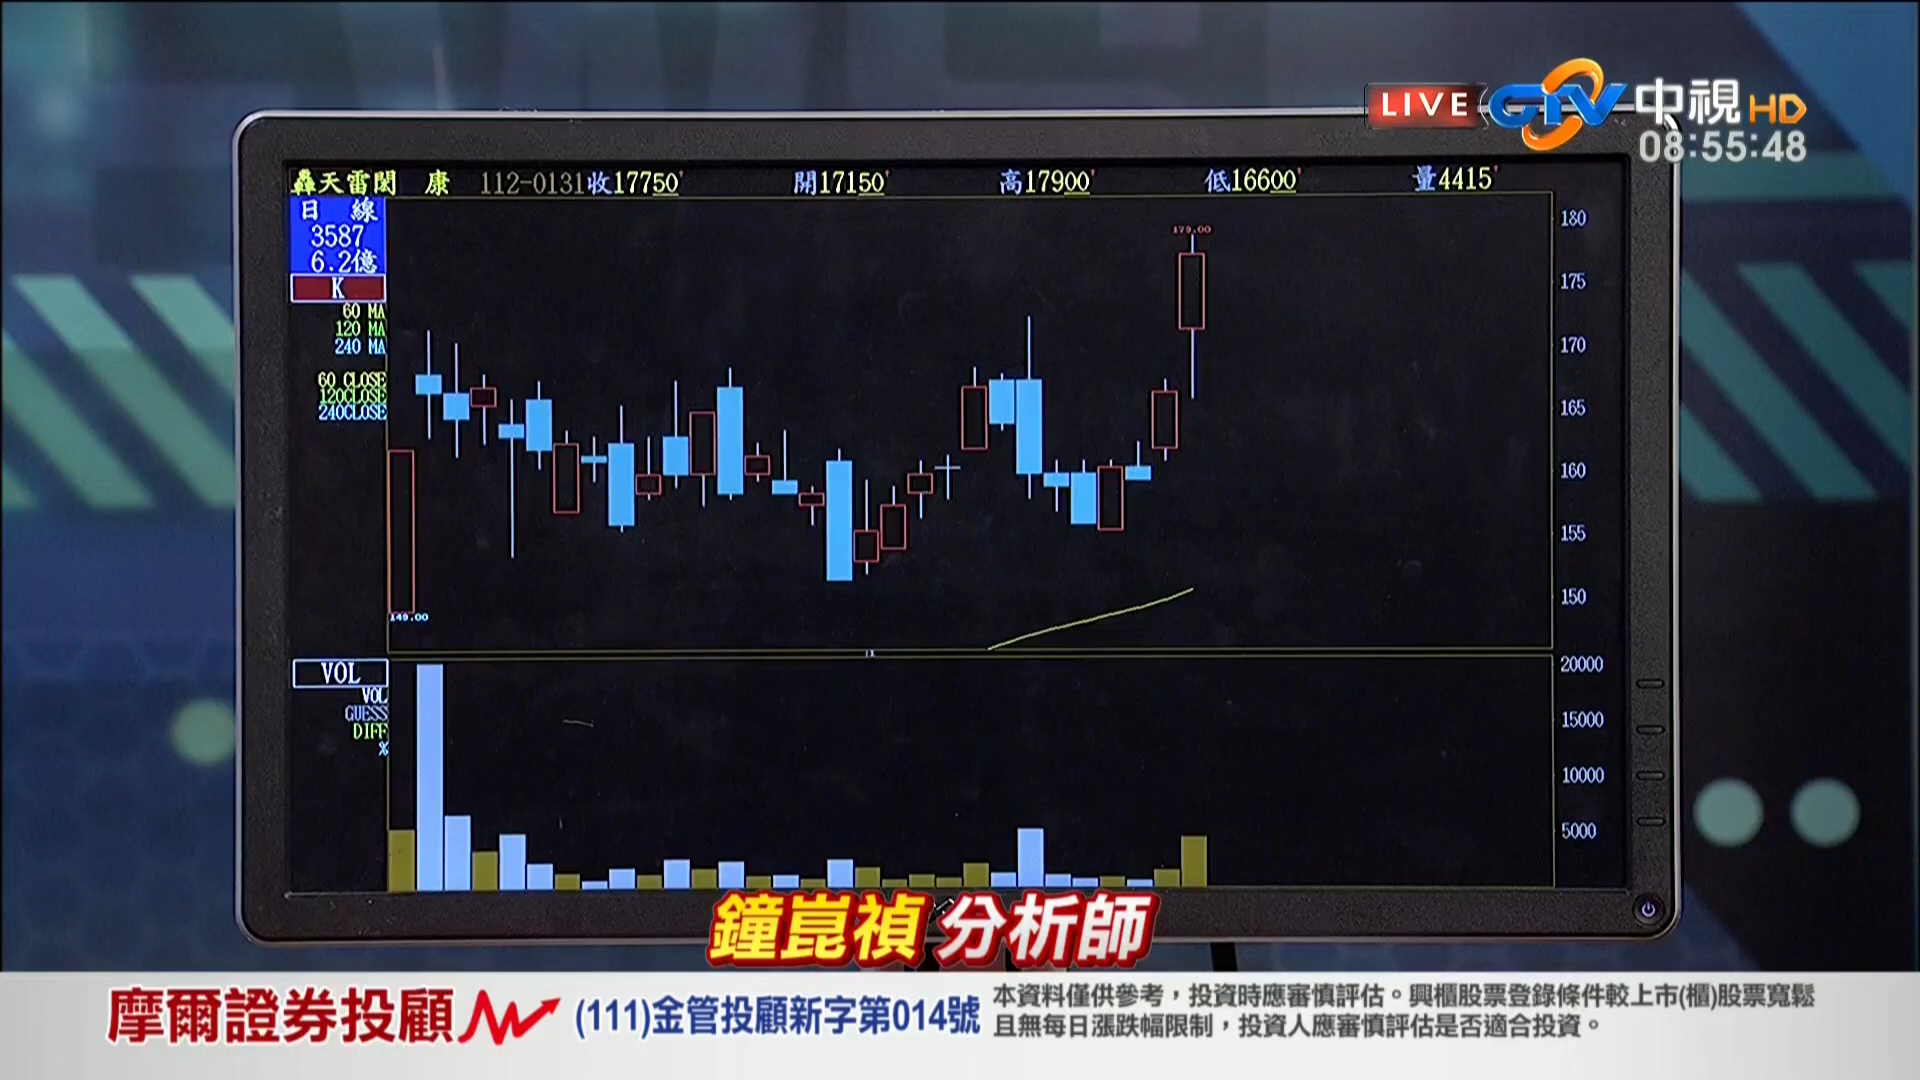 LIVE CTV 中視 HD
08:55:48
轟天雷 閎 康 112-0131收17750 開17150 高17900 低16600 量4415
日 線
3587
6.2億
K
60 MA
120 MA
240 MA
60 CLOSE
120CLOSE
240CLOSE
179.00
149.00
180
175
170
165
160
155
150
VOL
VOL
GUESS
DIFF
%
20000
15000
10000
5000
鐘崑禎 分析師
摩爾證券投顧
(111)金管投顧新字第014號
本資料僅供參考，投資時應審慎評估。興櫃股票登錄條件較上市(櫃)股票寬鬆
且無每日漲跌幅限制，投資人應審慎評估是否適合投資。